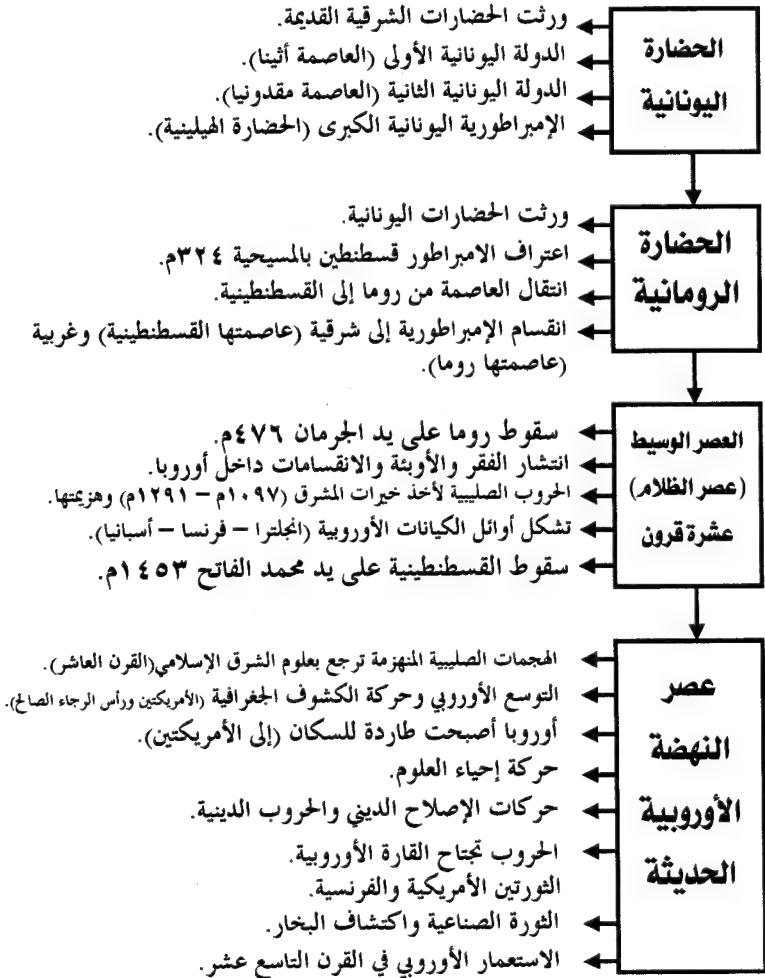 الحضارة
اليونانية
ورثت الحضارات الشرقية القديمة.
الدولة اليونانية الأولى (العاصمة أثينا).
الدولة اليونانية الثانية (العاصمة مقدونيا).
الإمبراطورية اليونانية الكبرى (الحضارة الهيلينية).
الحضارة
الرومانية
ورثت الحضارات اليونانية.
اعتراف الامبراطور قسطنطين بالمسيحية ٣٢٤م.
انتقال العاصمة من روما إلى القسطنطينية.
انقسام الإمبراطورية إلى شرقية (عاصمتها القسطنطينية) وغربية
(عاصمتها روما).
العصر الوسيط
(عصر الظلام)
عشرة قرون
سقوط روما على يد الجرمان ٤٧٦م.
انتشار الفقر والأوبئة والانقسامات داخل أوروبا.
الحروب الصليبية لأخذ خيرات المشرق (١٠٩٧م – ١٢٩١م) وهزيمتها.
تشكل أوائل الكيانات الأوروبية (انجلترا – فرنسا – أسبانيا).
سقوط القسطنطينية على يد محمد الفاتح ١٤٥٣م.
عصر
النهضة
الأوروبية
الحديثة
الهجمات الصليبية المنهزمة ترجع بعلوم الشرق الإسلامي(القرن العاشر).
التوسع الأوروبي وحركة الكشوف الجغرافية (الأمريكتين ورأس الرجاء الصالح).
أوروبا أصبحت طاردة للسكان (إلى الأمريكتين).
حركة إحياء العلوم.
حركات الإصلاح الديني والحروب الدينية.
الحروب تجتاح القارة الأوروبية.
الثورتين الأمريكية والفرنسية.
الثورة الصناعية واكتشاف البخار.
الاستعمار الأوروبي في القرن التاسع عشر.